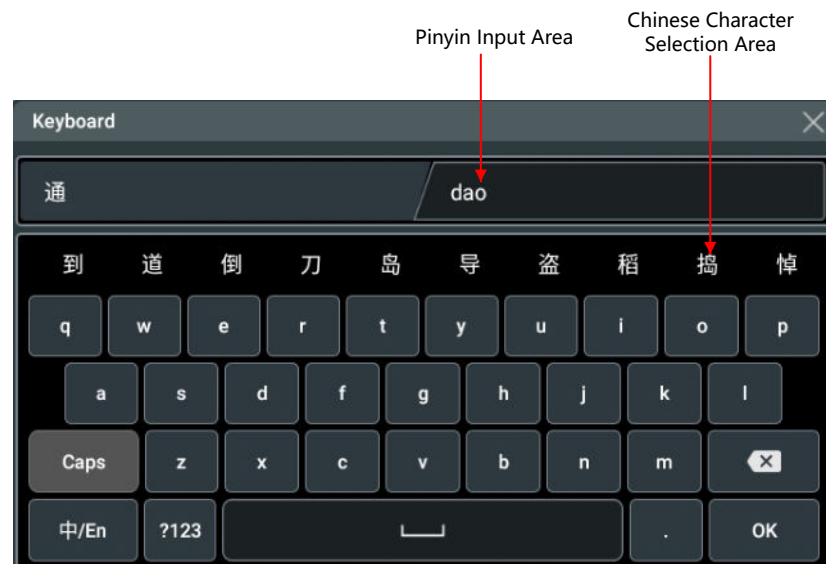 Chinese Character
Selection Area
Pinyin Input Area
Keyboard
通 dao
到 道 倒 刀 岛 导 盗 稻 捣 悼
q w e r t y u i o p
a s d f g h j k l
Caps z x c v b n m
中/En ?123 . OK